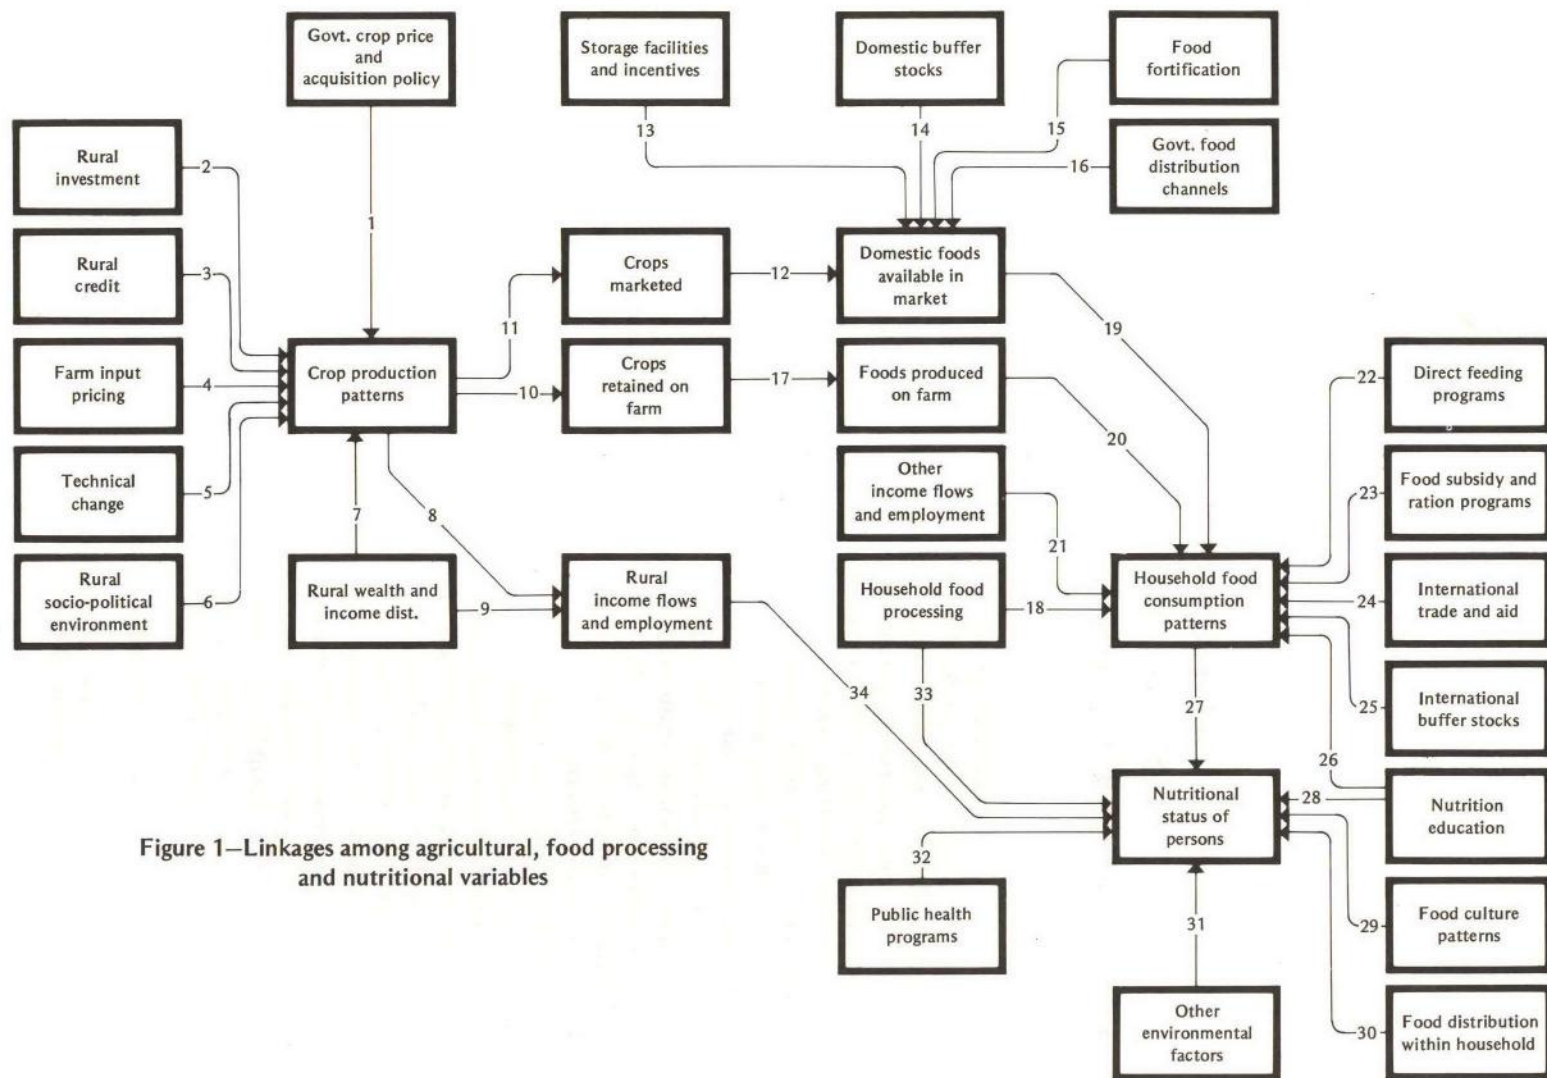 Govt. crop price
and
acquisition policy
Storage facilities
and incentives
Domestic buffer
stocks
Food
fortification
13
14
15
16
Govt. food
distribution
channels
Rural
investment
2
1
Rural
credit
3
Crops
marketed
12
Domestic foods
available in
market
11
19
Farm input
pricing
4
Crop production
patterns
10
Crops
retained on
farm
17
Foods produced
on farm
20
22
Direct feeding
programs
Technical
change
5
7
8
Other
income flows
and employment
21
23
Food subsidy and
ration programs
Rural
socio-political
environment
6
Rural wealth and
income dist.
9
Rural
income flows
and employment
Household food
processing
18
Household food
consumption
patterns
24
International
trade and aid
34
33
27
25
International
buffer stocks
26
Nutritional
status of
persons
28
Nutrition
education
Figure 1—Linkages among agricultural, food processing
and nutritional variables
32
Public health
programs
31
29
Food culture
patterns
Other
environmental
factors
30
Food distribution
within household